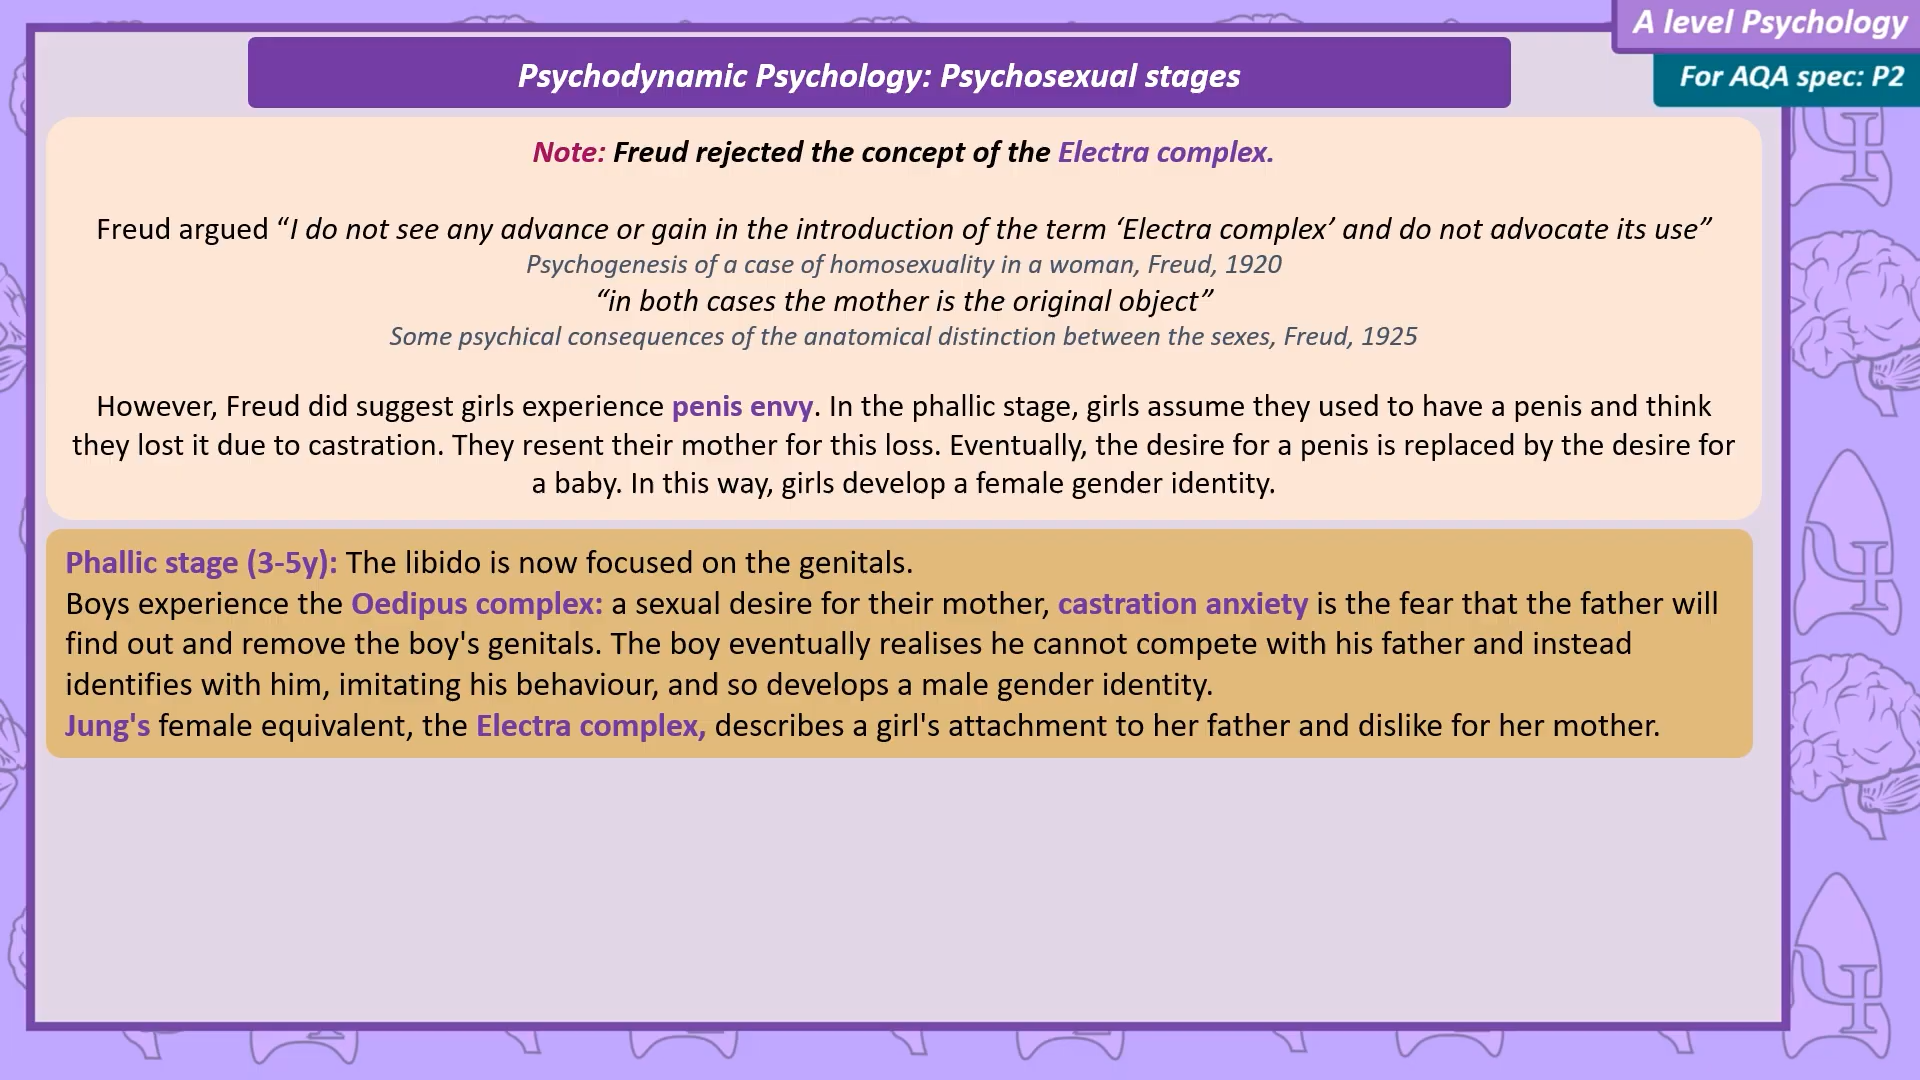 A level Psychology
For AQA spec: P2
Psychodynamic Psychology: Psychosexual stages
Note: Freud rejected the concept of the Electra complex.
Freud argued “I do not see any advance or gain in the introduction of the term ‘Electra complex’ and do not advocate its use”
Psychogenesis of a case of homosexuality in a woman, Freud, 1920
“in both cases the mother is the original object”
Some psychical consequences of the anatomical distinction between the sexes, Freud, 1925
However, Freud did suggest girls experience penis envy. In the phallic stage, girls assume they used to have a penis and think
they lost it due to castration. They resent their mother for this loss. Eventually, the desire for a penis is replaced by the desire for
a baby. In this way, girls develop a female gender identity.
Phallic stage (3-5y): The libido is now focused on the genitals.
Boys experience the Oedipus complex: a sexual desire for their mother, castration anxiety is the fear that the father will
find out and remove the boy's genitals. The boy eventually realises he cannot compete with his father and instead
identifies with him, imitating his behaviour, and so develops a male gender identity.
Jung's female equivalent, the Electra complex, describes a girl's attachment to her father and dislike for her mother.